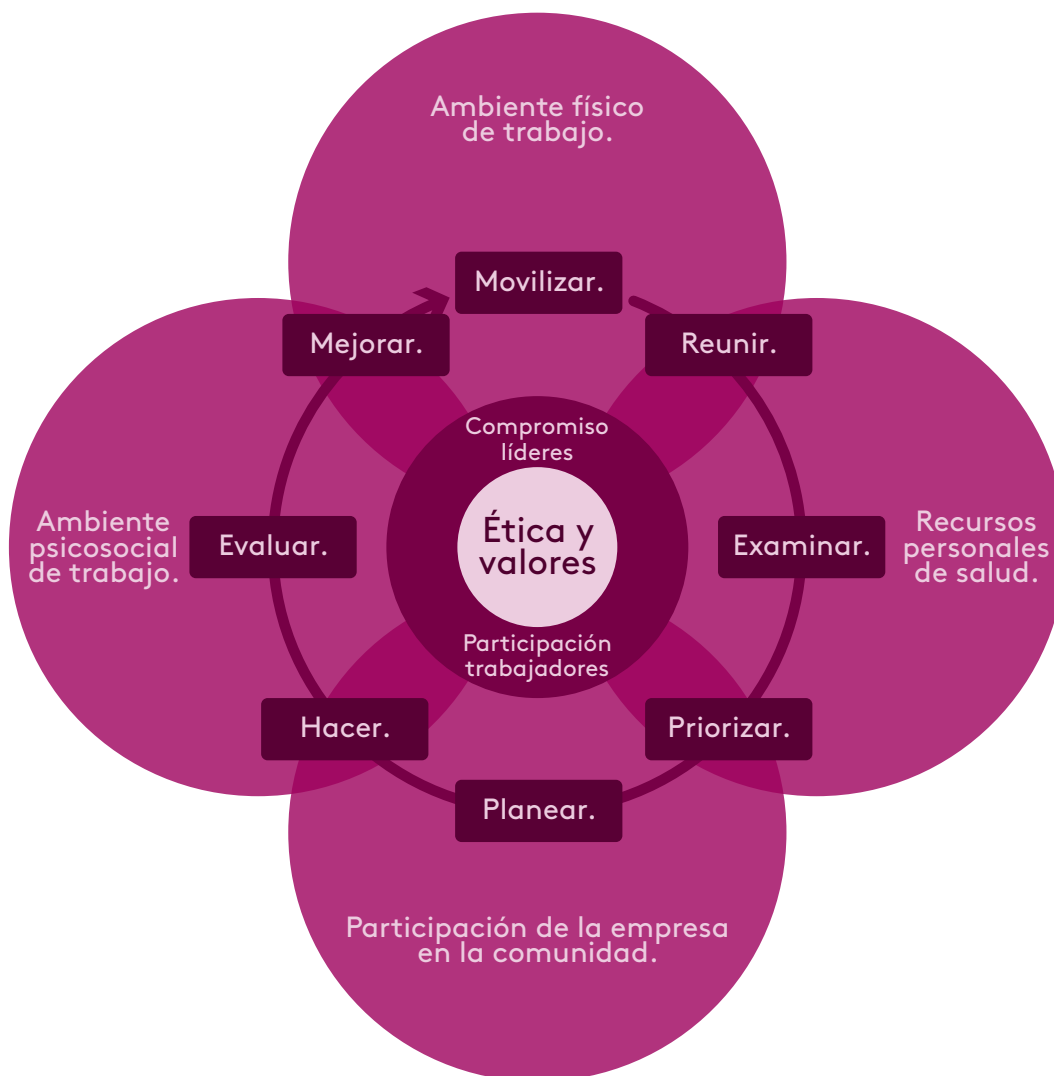 Ambiente físico
de trabajo.
Movilizar.
Mejorar.
Reunir.
Compromiso
líderes
Ética y
valores
Ambiente
psicosocial
de trabajo.
Evaluar.
Examinar.
Recursos
personales
de salud.
Participación
trabajadores
Hacer.
Priorizar.
Planear.
Participación de la empresa
en la comunidad.